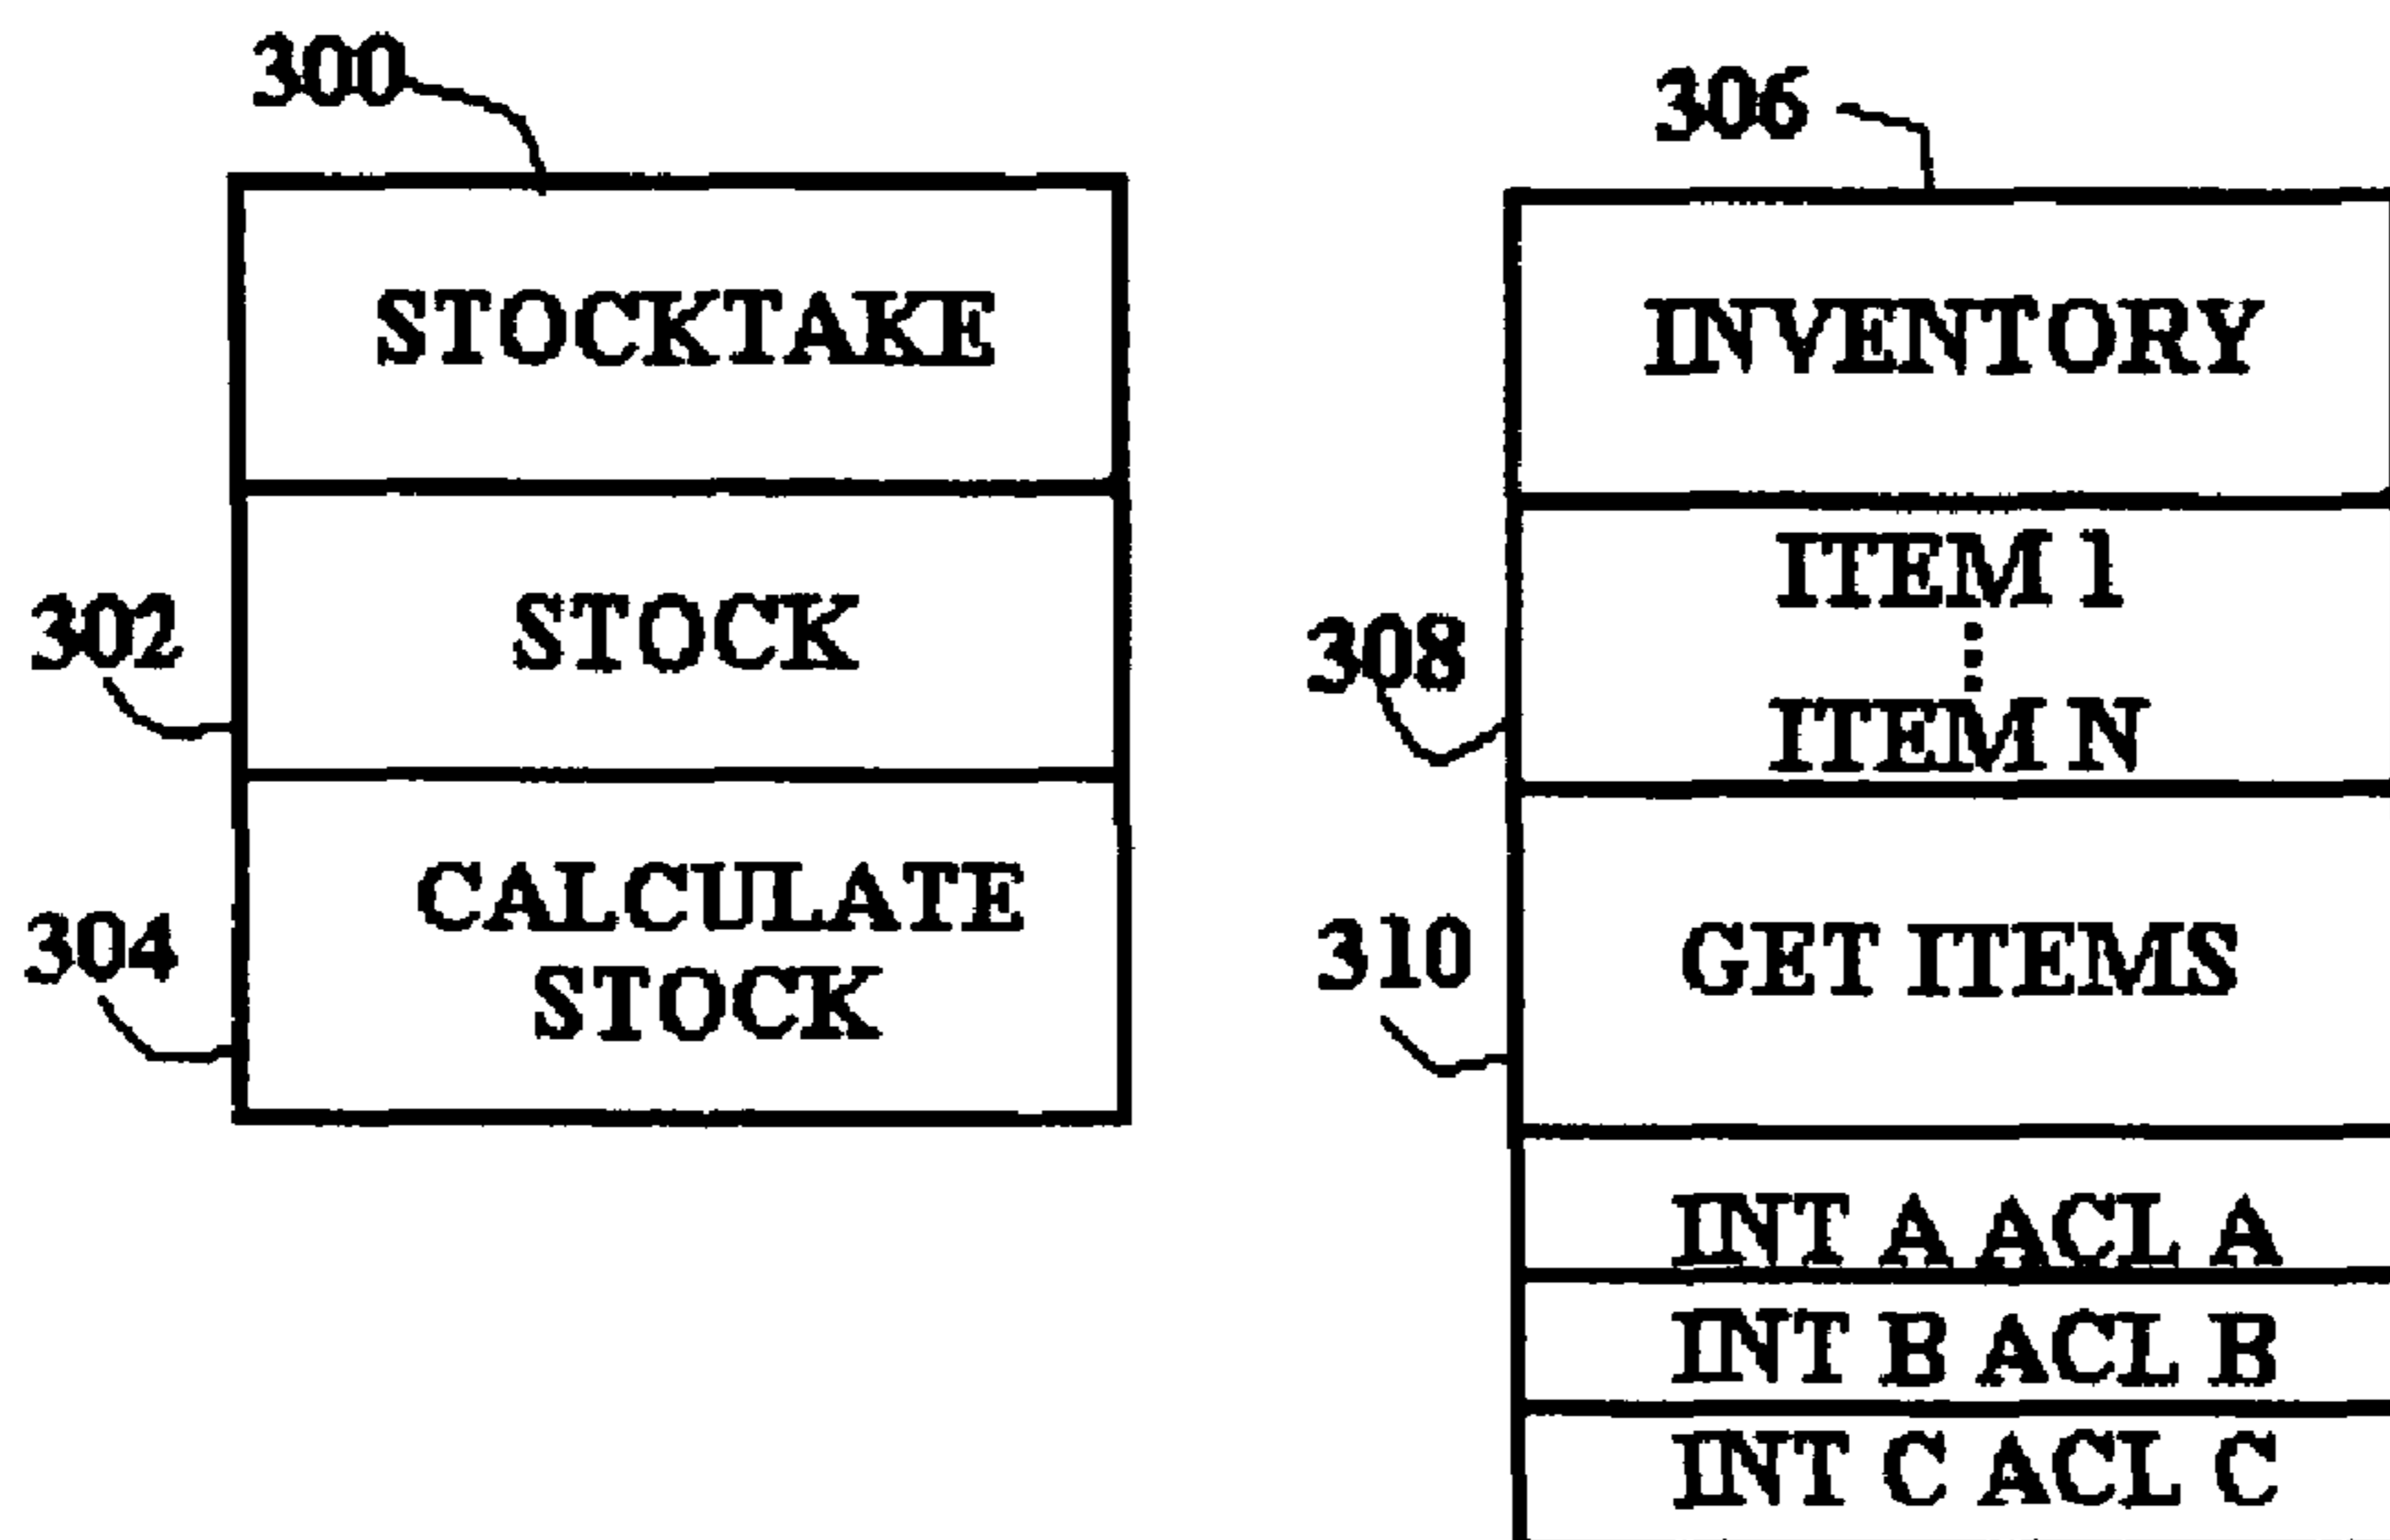 300
STOCKTAKE
302
STOCK
304
CALCULATE
STOCK
306
INVENTORY
308
ITEM 1
ITEM N
310
GET ITEMS
INT A ACL A
INT B ACL B
INT C ACL C